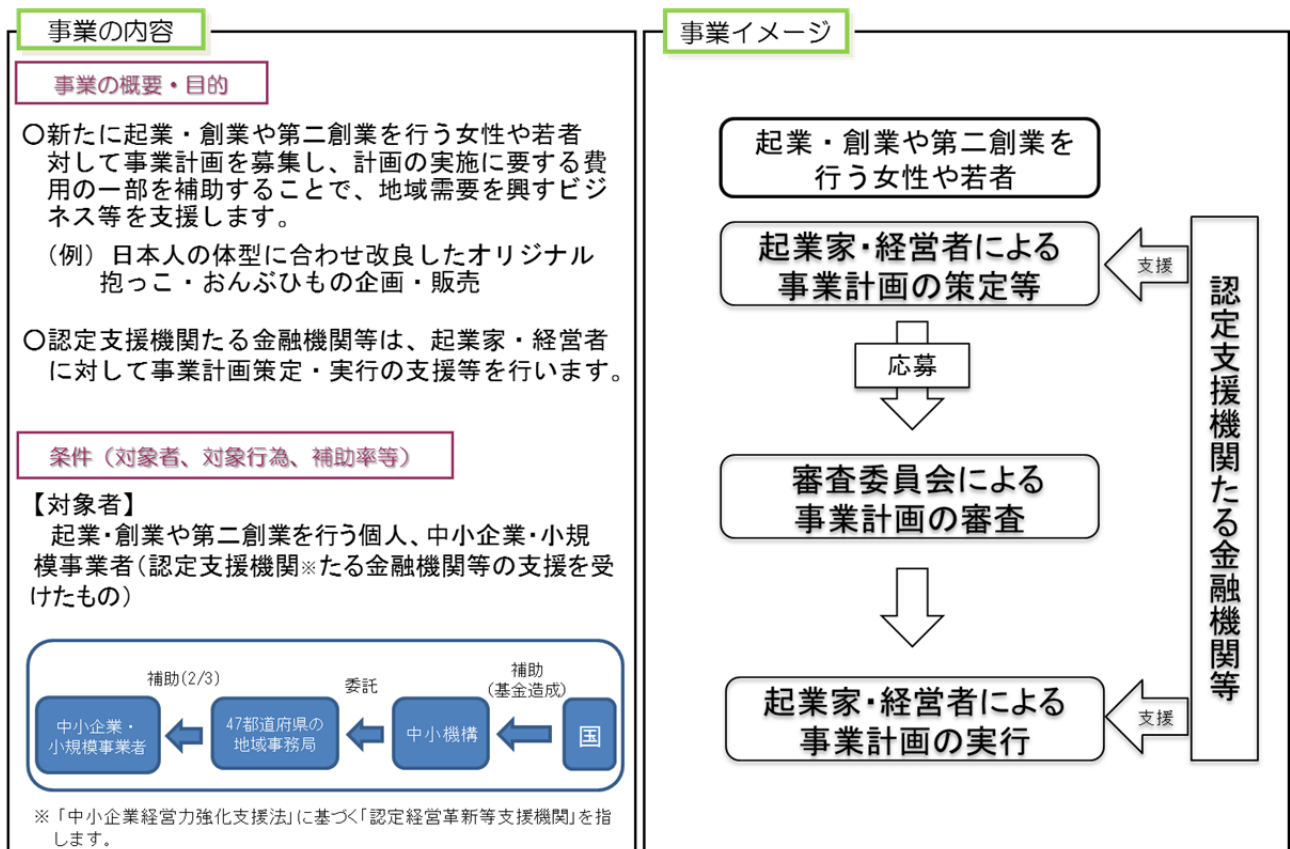 事業の内容
事業の概要・目的
〇新たに起業・創業や第二創業を行う女性や若者
対して事業計画を募集し、計画の実施に要する費
用の一部を補助することで、地域需要を興すビジ
ネス等を支援します。
（例）日本人の体型に合わせ改良したオリジナル
抱っこ・おんぶひもの企画・販売
〇認定支援機関たる金融機関等は、起業家・経営者
に対して事業計画策定・実行の支援等を行います。
条件（対象者、対象行為、補助率等）
【対象者】
起業・創業や第二創業を行う個人、中小企業・小規
模事業者（認定支援機関※たる金融機関等の支援を受
けたもの）
補助(2/3)
委託
補助
(基金造成)
中小企業・
小規模事業者
47都道府県の
地域事務局
中小機構
国
※「中小企業経営力強化支援法」に基づく「認定経営革新等支援機関」を指
します。
事業イメージ
起業・創業や第二創業を
行う女性や若者
起業家・経営者による
事業計画の策定等
支援
応募
審査委員会による
事業計画の審査
起業家・経営者による
事業計画の実行
支援
認定支援機関たる金融機関等